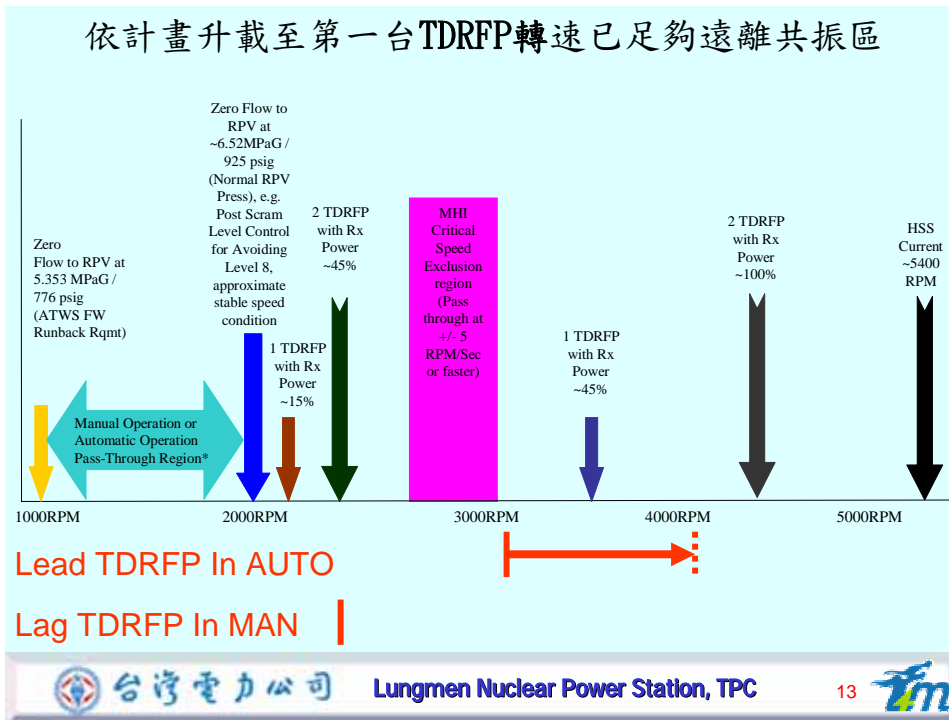 依計畫升載至第一台TDRFP轉速已足夠遠離共振區
Zero
Flow to RPV at
5.353 MPaG /
776 psig
(ATWS FW
Runback Rqmt)
Zero Flow to
RPV at
~6.52MPaG /
925 psig
(Normal RPV
Press), e.g.
Post Scram
Level Control
for Avoiding
Level 8,
approximate
stable speed
condition
1 TDRFP
with Rx
Power
~15%
2 TDRFP
with Rx
Power
~45%
MHI
Critical
Speed
Exclusion
region
(Pass
through at
+/- 5
RPM/Sec
or faster)
1 TDRFP
with Rx
Power
~45%
2 TDRFP
with Rx
Power
~100%
HSS
Current
~5400
RPM
Manual Operation or
Automatic Operation
Pass-Through Region*
1000RPM
2000RPM
3000RPM
4000RPM
5000RPM
Lead TDRFP In AUTO
Lag TDRFP In MAN
台灣電力公司
Lungmen Nuclear Power Station, TPC
13